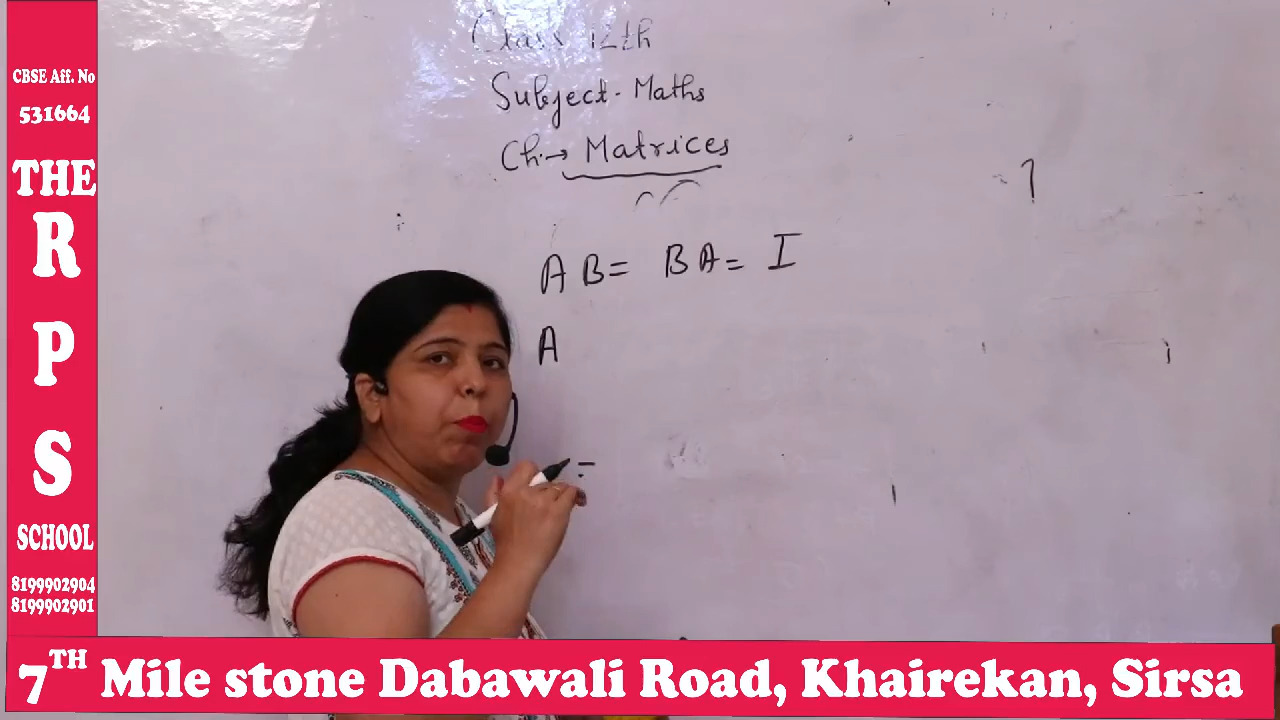 CBSE Aff. No
531664
THE
R
P
S
SCHOOL
8199902904
8199902901
Class 12th
Subject- Maths
Ch.→ Matrices
AB= BA= I
A
=
7TH Mile stone Dabawali Road, Khairekan, Sirsa